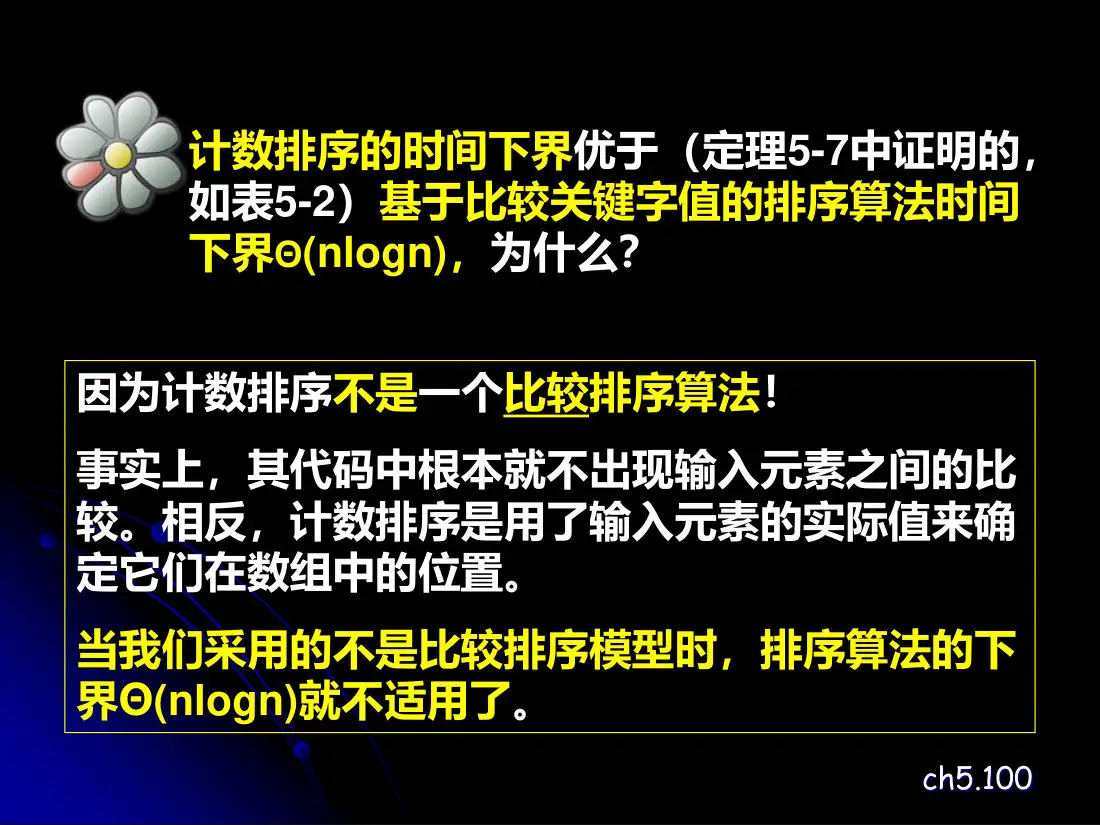 计数排序的时间下界优于（定理5-7中证明的，
如表5-2）基于比较关键字值的排序算法时间
下界Θ(nlogn)，为什么？
因为计数排序不是一个比较排序算法！
事实上，其代码中根本就不出现输入元素之间的比
较。相反，计数排序是用了输入元素的实际值来确
定它们在数组中的位置。
当我们采用的不是比较排序模型时，排序算法的下
界Θ(nlogn)就不适用了。
ch5.100